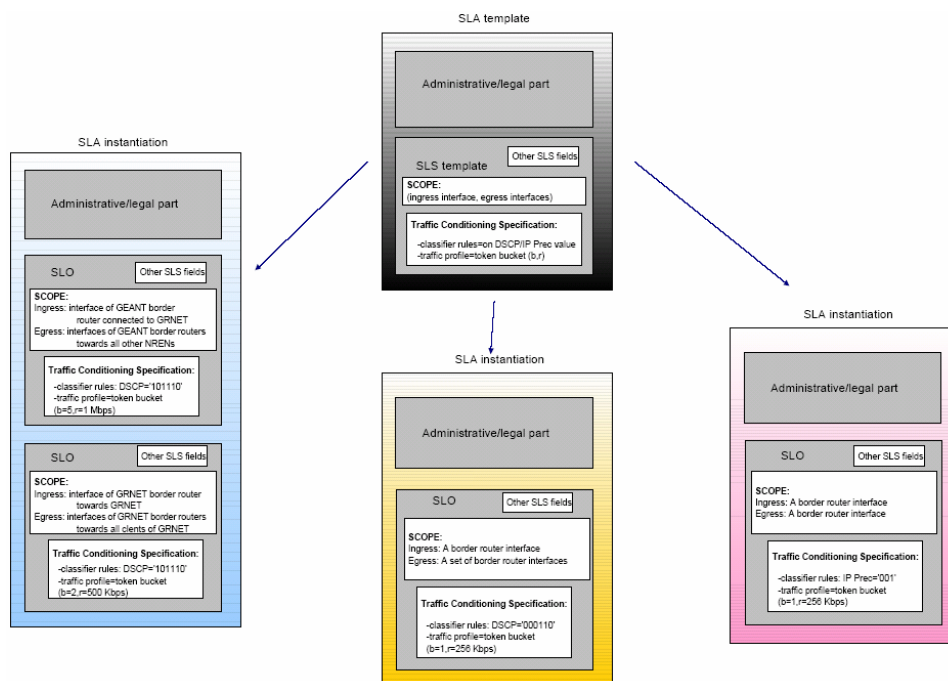 SLA template
Administrative/legal part
Other SLS fields
SLS template
SCOPE:
(ingress interface, egress interfaces)
Traffic Conditioning Specification:
-classifier rules=on DSCP/IP Prec value
-traffic profile=token bucket (b,r)
SLA instantiation
Administrative/legal part
SLO
Other SLS fields
SCOPE:
Ingress: interface of GEANT border
router connected to GRNET
Egress: interfaces of GEANT border routers
towards all other NRENs
Traffic Conditioning Specification:
-classifier rules: DSCP='101110'
-traffic profile=token bucket
(b=5,r=1 Mbps)
SLO
Other SLS fields
SCOPE:
Ingress: interface of GRNET border router
towards GRNET
Egress: interfaces of GRNET border routers
towards all clents of GRNET
Traffic Conditioning Specification:
-classifier rules: DSCP='101110'
-traffic profile=token bucket
(b=2,r=500 Kbps)
SLA instantiation
Administrative/legal part
SLO
Other SLS fields
SCOPE:
Ingress: A border router interface
Egress: A set of border router interfaces
Traffic Conditioning Specification:
-classifier rules: DSCP='000110'
-traffic profile=token bucket
(b=1,r=256 Kbps)
SLA instantiation
Administrative/legal part
SLO
Other SLS fields
SCOPE:
Ingress: A border router interface
Egress: A border router interface
Traffic Conditioning Specification:
-classifier rules: IP Prec='001'
-traffic profile=token bucket
(b=1,r=256 Kbps)